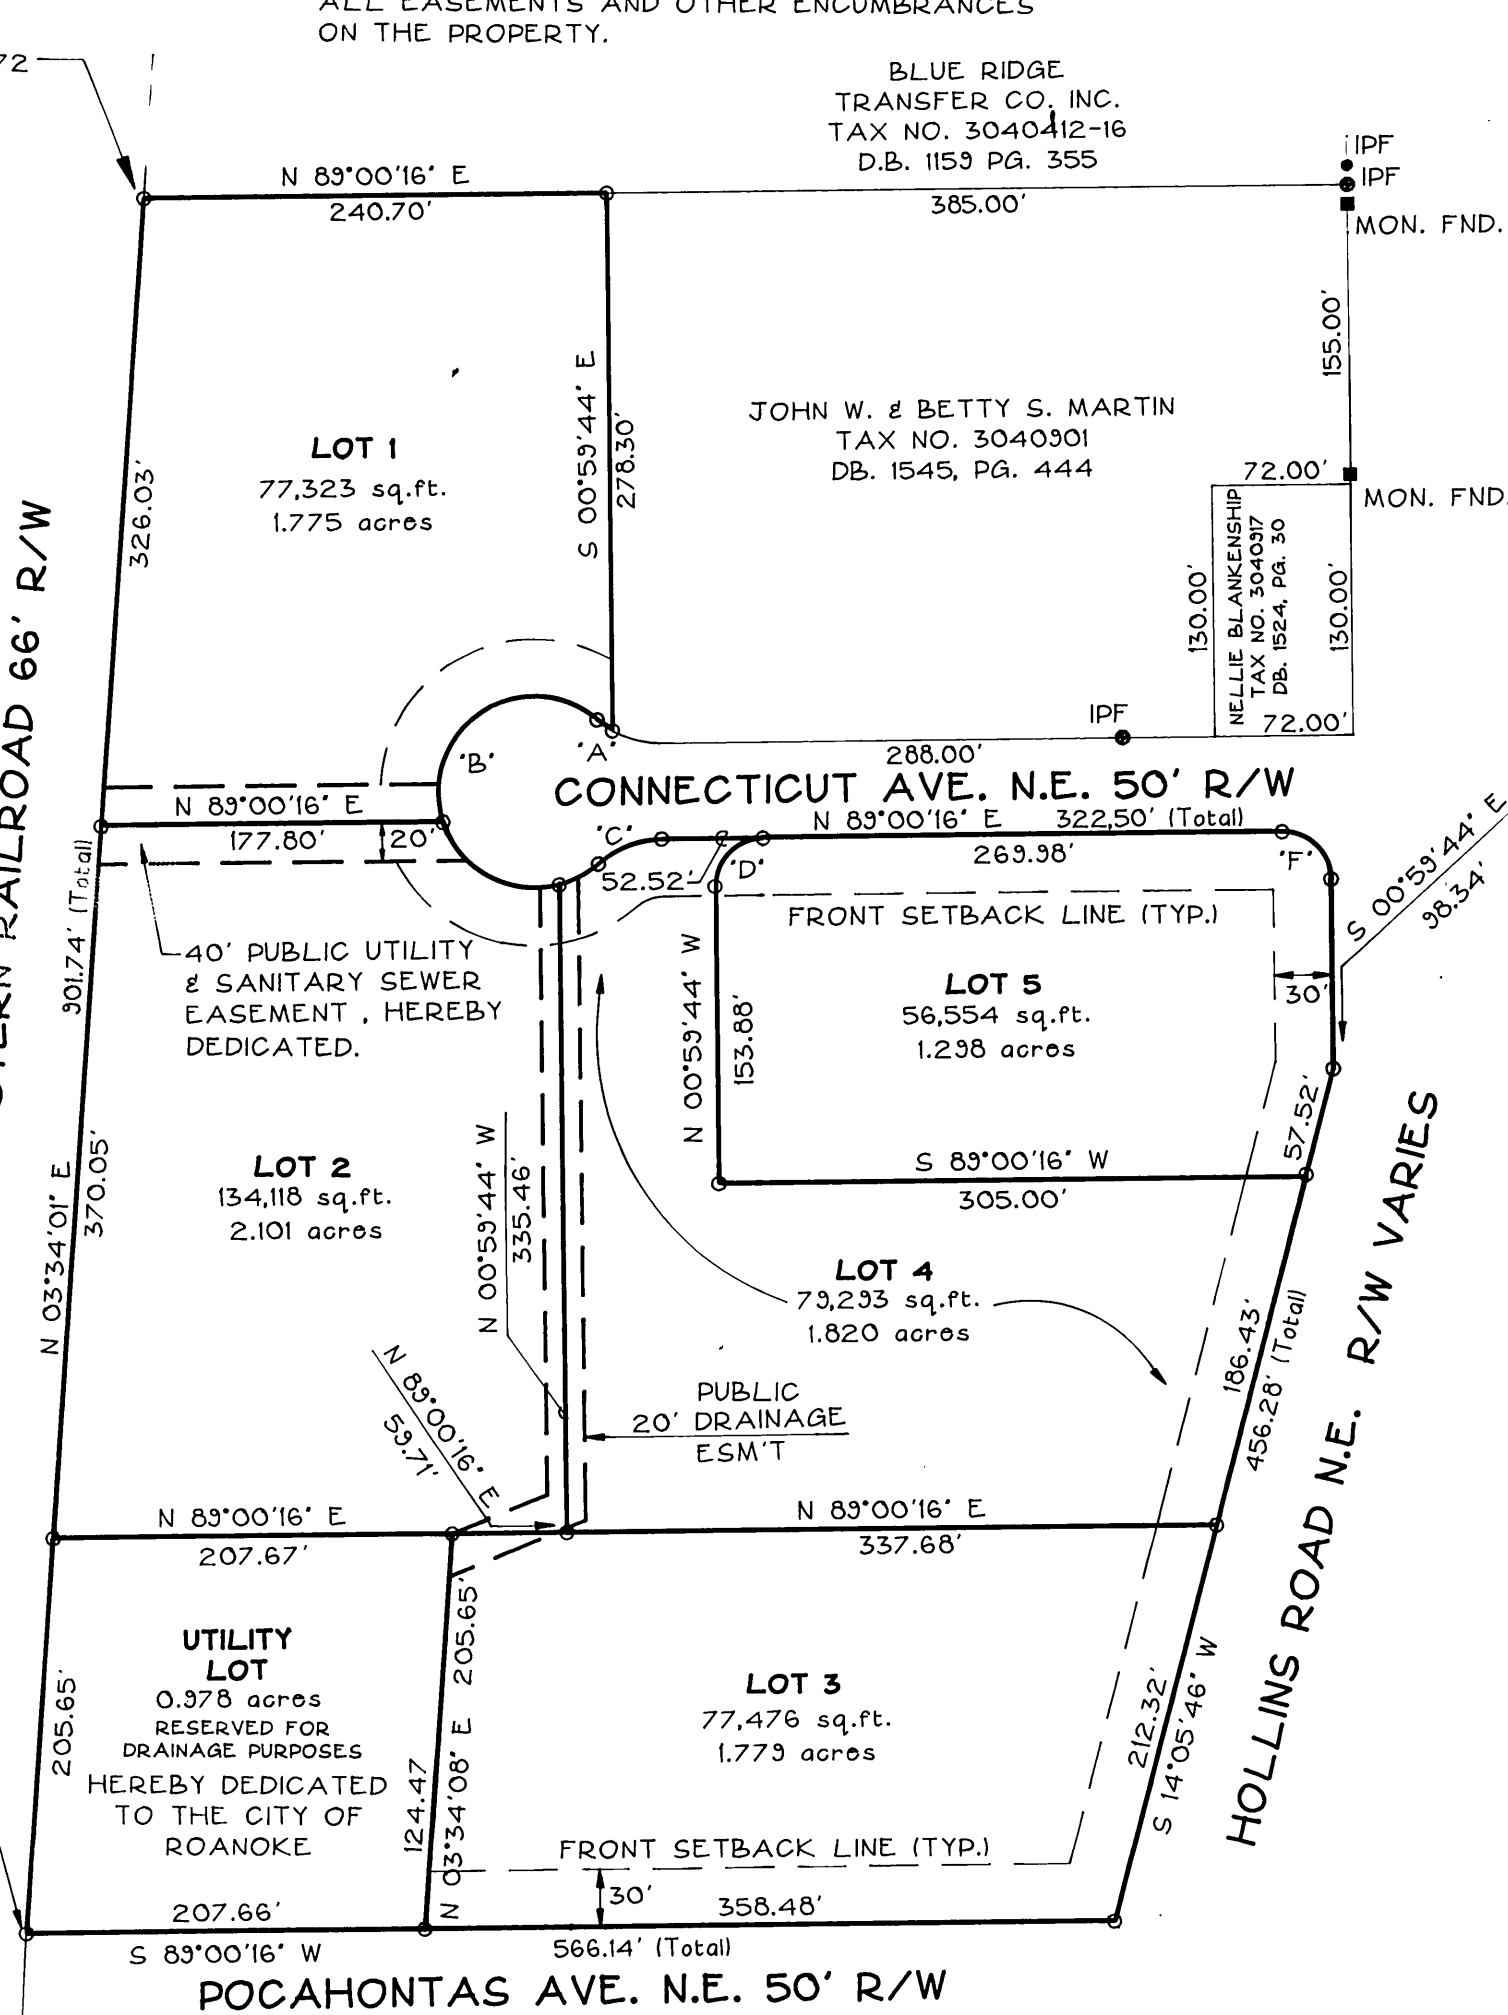 ALL EASEMENTS AND OTHER ENCUMBRANCES
ON THE PROPERTY.
72
BLUE RIDGE
TRANSFER CO. INC.
TAX NO. 3040412-16
D.B. 1159 PG. 355
IPF
IPF
MON. FND.
N 89°00'16" E
240.70'
385.00'
155.00'
S 00°59'44" E
278.30'
JOHN W. & BETTY S. MARTIN
TAX NO. 3040901
DB. 1545, PG. 444
72.00'
MON. FND.
LOT 1
77,323 sq.ft.
1.775 acres
326.03'
RAILROAD 66' R/W
130.00'
NELLIE BLANKENSHIP
TAX NO. 3040917
DB. 1524, PG. 30
130.00'
72.00'
IPF
288.00'
"A"
"B"
CONNECTICUT AVE. N.E. 50' R/W
N 89°00'16" E
177.80'
20'
"C"
N 89°00'16" E 322,50' (Total)
269.98'
52.52'
"D"
"F"
S 00°59'44" E
98.34'
FRONT SETBACK LINE (TYP.)
901.74' (Total)
40' PUBLIC UTILITY
& SANITARY SEWER
EASEMENT , HEREBY
DEDICATED.
N 00°59'44" W
153.88'
LOT 5
56,554 sq.ft.
1.298 acres
30'
57.52'
S 89°00'16" W
305.00'
N 03°34'01" E
370.05'
LOT 2
134,118 sq.ft.
2.101 acres
N 00°59'44" W
335.46'
LOT 4
79,293 sq.ft.
1.820 acres
186.43'
456.28' (Total)
HOLLINS ROAD N.E. R/W VARIES
N 89°00'16" E
59.71'
PUBLIC
20' DRAINAGE
ESM'T
N 89°00'16" E
207.67'
N 89°00'16" E
337.68'
UTILITY
LOT
0.978 acres
RESERVED FOR
DRAINAGE PURPOSES
HEREBY DEDICATED
TO THE CITY OF
ROANOKE
205.65'
124.47
N 03°34'08" E 205.65'
LOT 3
77,476 sq.ft.
1.779 acres
212.32'
S 14°05'46" W
FRONT SETBACK LINE (TYP.)
30'
207.66'
358.48'
S 89°00'16" W
566.14' (Total)
POCAHONTAS AVE. N.E. 50' R/W